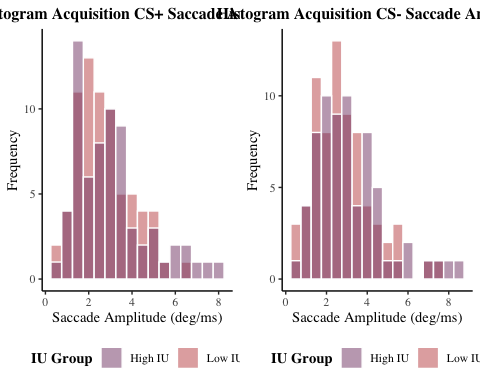 togram Acquisition CS+ Saccade
togram Acquisition CS- Saccade Am
Frequency
10
5
0
0 2 4 6 8
Saccade Amplitude (deg/ms)
Frequency
10
5
0
0 2 4 6 8
Saccade Amplitude (deg/ms)
IU Group High IU Low IU
IU Group High IU Low IU